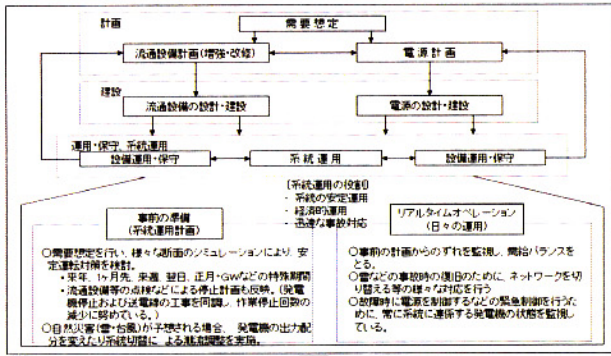 計画
需要想定
流通設備計画(増強・改修)
電源計画
建設
流通設備の設計・建設
電源の設計・建設
運用・保守、系統運用
設備運用・保守
系統運用
設備運用・保守
〔系統運用の役割〕
・系統の安定運用
・経済的運用
・迅速な事故対応
事前の準備
(系統運用計画)
○需要想定を行い、様々な断面のシミュレーションにより、安
定運転対策を検討。
・来年、1ヶ月先、来週、翌日、正月・GWなどの特殊期間
・流通設備等の点検などによる停止計画も反映。(発電
機停止および送電線の工事を同調し、作業停止回数の
減少に努めている。)
○自然災害(雪・台風)が予想される場合、発電機の出力配
分を変えたり系統切替による潮流調整を実施。
リアルタイムオペレーション
(日々の運用)
○事前の計画からのずれを監視し、需給バランスを
とる。
○雷などの事故時の復旧のために、ネットワークを切
り替える等の様々な対応を行う
○故障時に電源を制御するなどの緊急制御を行うた
めに、常に系統に連係する発電機の状態を監視し
ている。